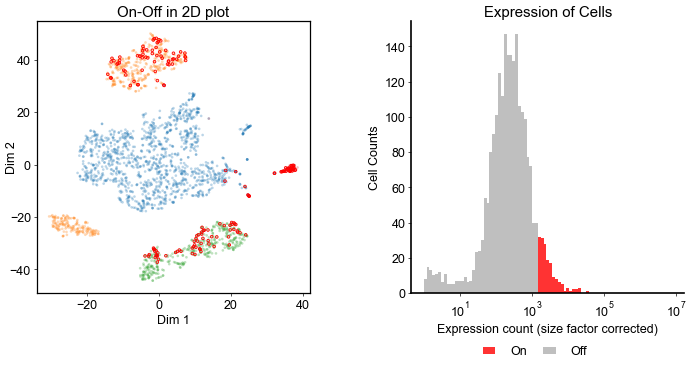 On-Off in 2D plot
40
20
0
−20
−40
Dim 2
−20
0
20
40
Dim 1
Expression of Cells
140
120
100
80
60
40
20
0
Cell Counts
10^1
10^3
10^5
10^7
Expression count (size factor corrected)
On
Off